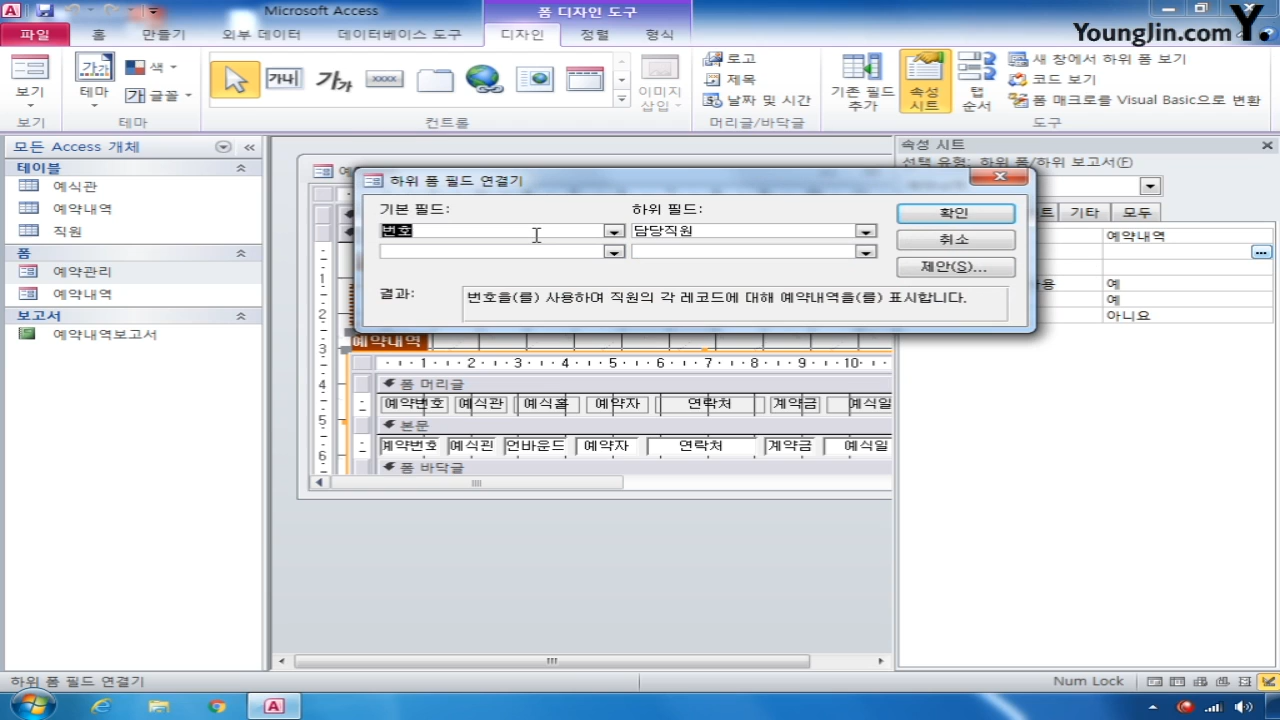 Microsoft Access
폼 디자인 도구
YoungJin.com Y.
파일 홈 만들기 외부 데이터 데이터베이스 도구 디자인 정렬 형식
보기
테마
색
가 글꼴
가나
가가
xxxx
이미지 삽입
로고
제목
날짜 및 시간
기존 필드 추가
속성 시트
탭 순서
새 창에서 하위 폼 보기
코드 보기
폼 매크로를 Visual Basic으로 변환
보기 테마 컨트롤 머리글/바닥글 도구
모든 Access 개체
테이블
예식관
예약내역
직원
폼
예약관리
예약내역
보고서
예약내역보고서
하위 폼 필드 연결기
기본 필드: 하위 필드:
번호 담당직원
확인
취소
제안(S)...
결과: 번호을(를) 사용하여 직원의 각 레코드에 대해 예약내역을(를) 표시합니다.
속성 시트
선택 유형: 하위 폼/하위 보고서(F)
기타 모두
예약내역
예
예
아니요
예약내역
1 2 3 4 5 6 7 8 9 10
폼 머리글
예약번호 예식관 예식홀 예약자 연락처 계약금 예식일
본문
언바운드 예약자 연락처 계약금 예식일
폼 바닥글
하위 폼 필드 연결기
Num Lock